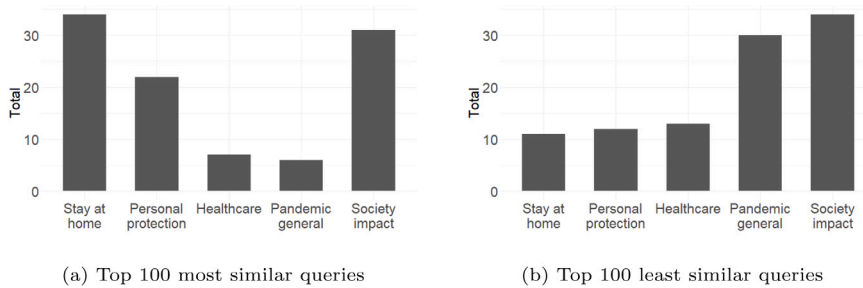 Total
30
20
10
0
Stay at home
Personal protection
Healthcare
Pandemic general
Society impact
(a) Top 100 most similar queries
Total
30
20
10
0
Stay at home
Personal protection
Healthcare
Pandemic general
Society impact
(b) Top 100 least similar queries